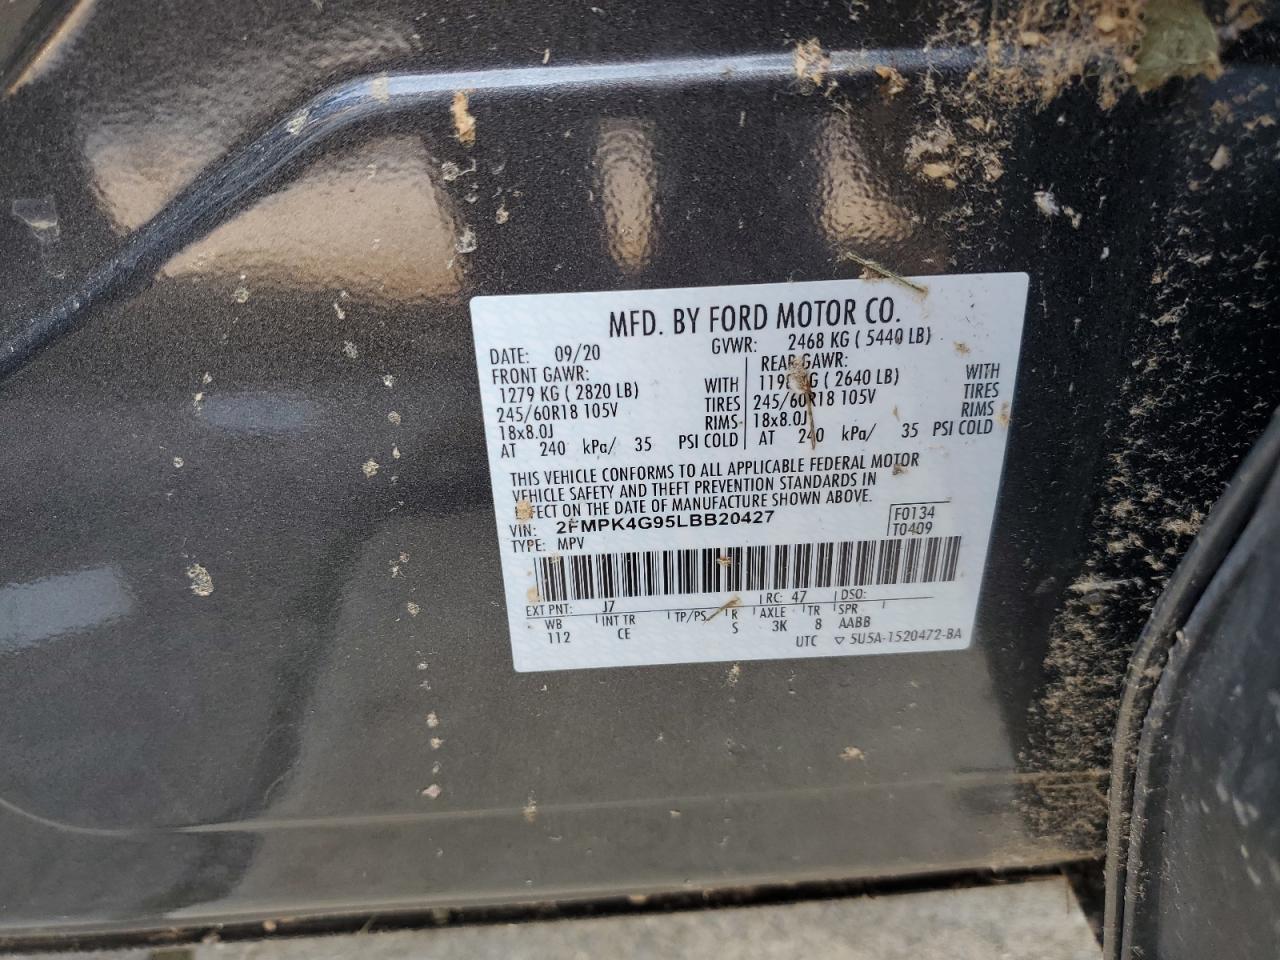 MFD. BY FORD MOTOR CO.
DATE: 09/20 GVWR: 2468 KG ( 5440 LB)
FRONT GAWR: REAR GAWR:
1279 KG ( 2820 LB) WITH ( 2640 LB) WITH
245/60R18 105V TIRES 245/60R18 105V TIRES
18x8.0J RIMS 18x8.0J RIMS
AT 240 kPa/ 35 PSI COLD AT 240 kPa/ 35 PSI COLD
THIS VEHICLE CONFORMS TO ALL APPLICABLE FEDERAL MOTOR
VEHICLE SAFETY AND THEFT PREVENTION STANDARDS IN
EFFECT ON THE DATE OF MANUFACTURE SHOWN ABOVE.
VIN: 2FMPK4G95LBB20427 F0134
TYPE: MPV T0409
EXT PNT: J7 RC: 47 DSO:
WB INT TR TP/PS R AXLE TR SPR
112 CE S 3K 8 AABB
UTC ▽ 5U5A-1520472-BA